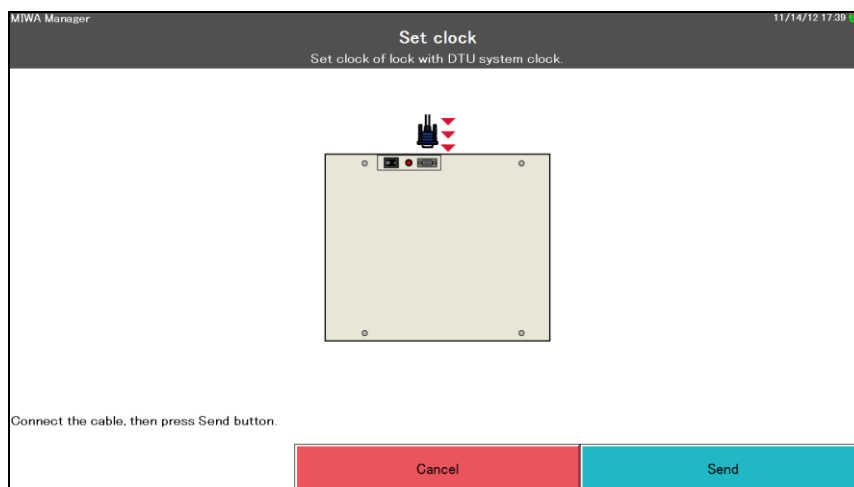 MIWA Manager
11/14/12 17:39
Set clock
Set clock of lock with DTU system clock.
Connect the cable, then press Send button.
Cancel
Send